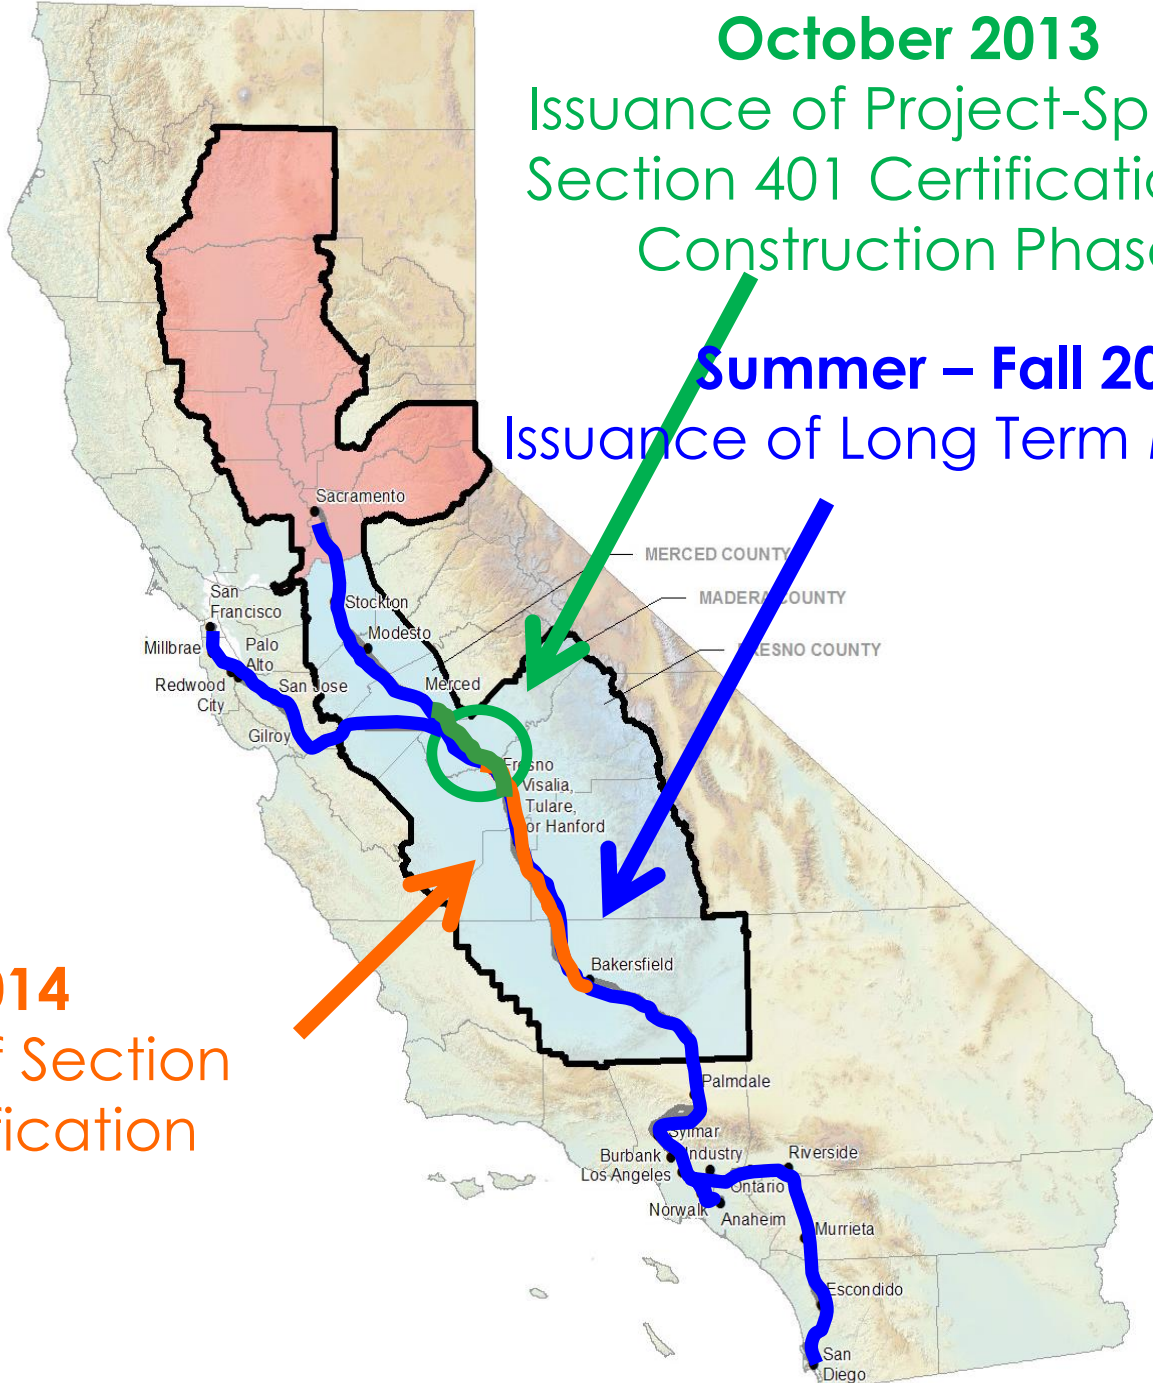 October 2013
Issuance of Project-Sp
Section 401 Certificatio
Construction Phas
Summer – Fall 20
Issuance of Long Term
Sacramento
MERCED COUNTY
San
Francisco
Stockton
MADERA COUNTY
Modesto
Millbrae
Palo
Alto
FRESNO COUNTY
Redwood
City
San Jose
Merced
Gilroy
Fresno
Visalia,
Tulare,
or Hanford
Bakersfield
014
f Section
fication
Palmdale
Sylmar
Burbank
Industry
Riverside
Los Angeles
Ontario
Norwalk
Anaheim
Murrieta
Escondido
San
Diego